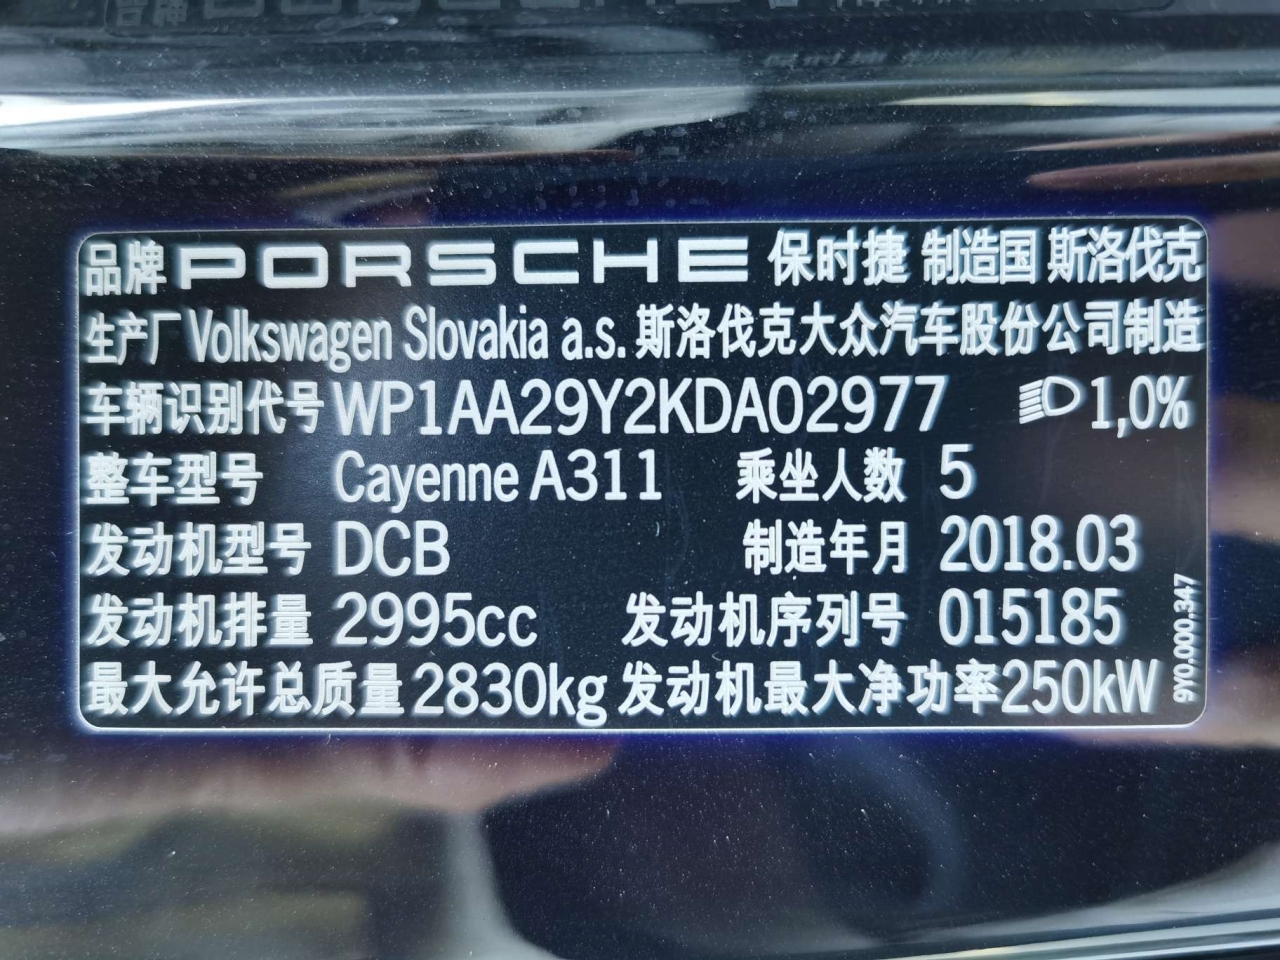 品牌 PORSCHE 保时捷 制造国 斯洛伐克
生产厂 Volkswagen Slovakia a.s. 斯洛伐克大众汽车股份公司制造
车辆识别代号 WP1AA29Y2KDA02977 1,0%
整车型号 Cayenne A311 乘坐人数 5
发动机型号 DCB 制造年月 2018.03
发动机排量 2995cc 发动机序列号 015185
最大允许总质量 2830kg 发动机最大净功率 250kW
9Y0.000.347